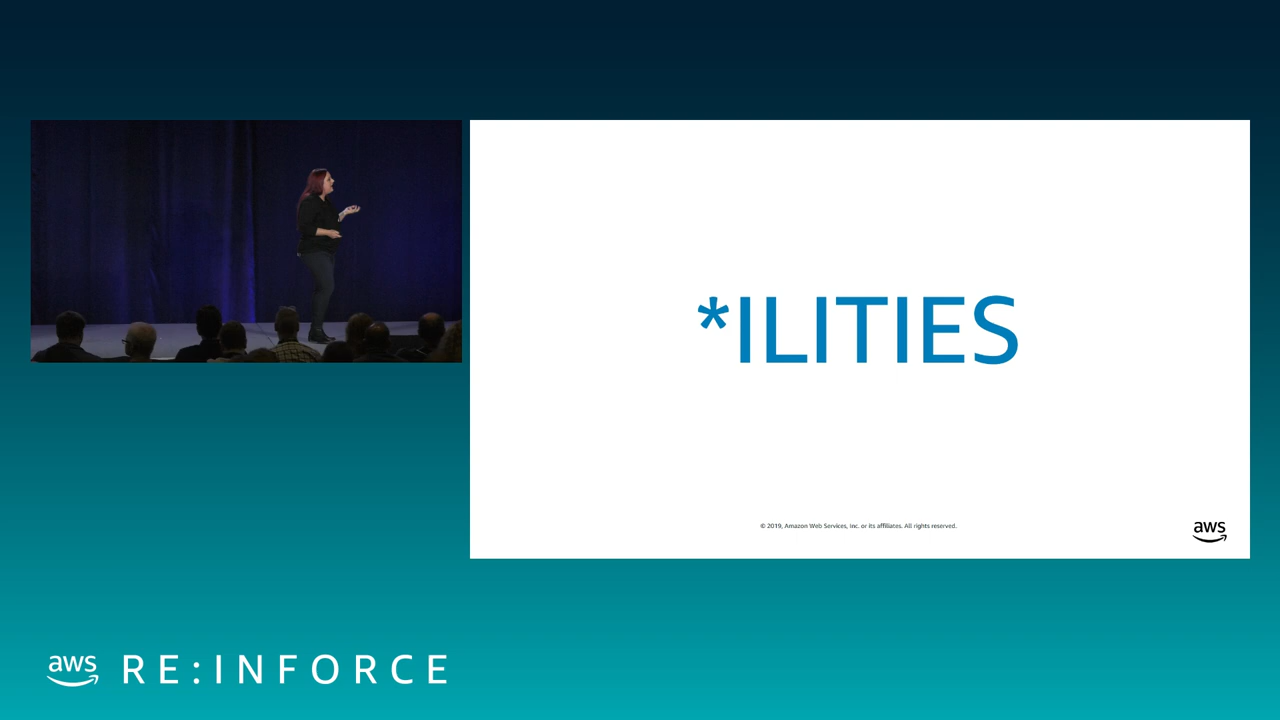 *ILITIES
© 2019, Amazon Web Services, Inc. or its affiliates. All rights reserved.
aws
aws RE:INFORCE